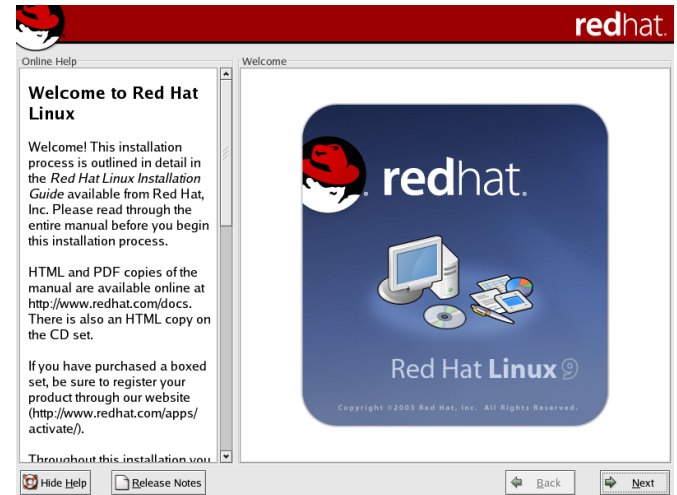 redhat.
Online Help
Welcome to Red Hat
Linux
Welcome! This installation
process is outlined in detail in
the Red Hat Linux Installation
Guide available from Red Hat,
Inc. Please read through the
entire manual before you begin
this installation process.
HTML and PDF copies of the
manual are available online at
http://www.redhat.com/docs.
There is also an HTML copy on
the CD set.
If you have purchased a boxed
set, be sure to register your
product through our website
(http://www.redhat.com/apps/
activate/).
Throughout this installation you
Welcome
redhat.
Red Hat Linux 9
Copyright ©2003 Red Hat, Inc. All Rights Reserved.
Hide Help
Release Notes
Back
Next